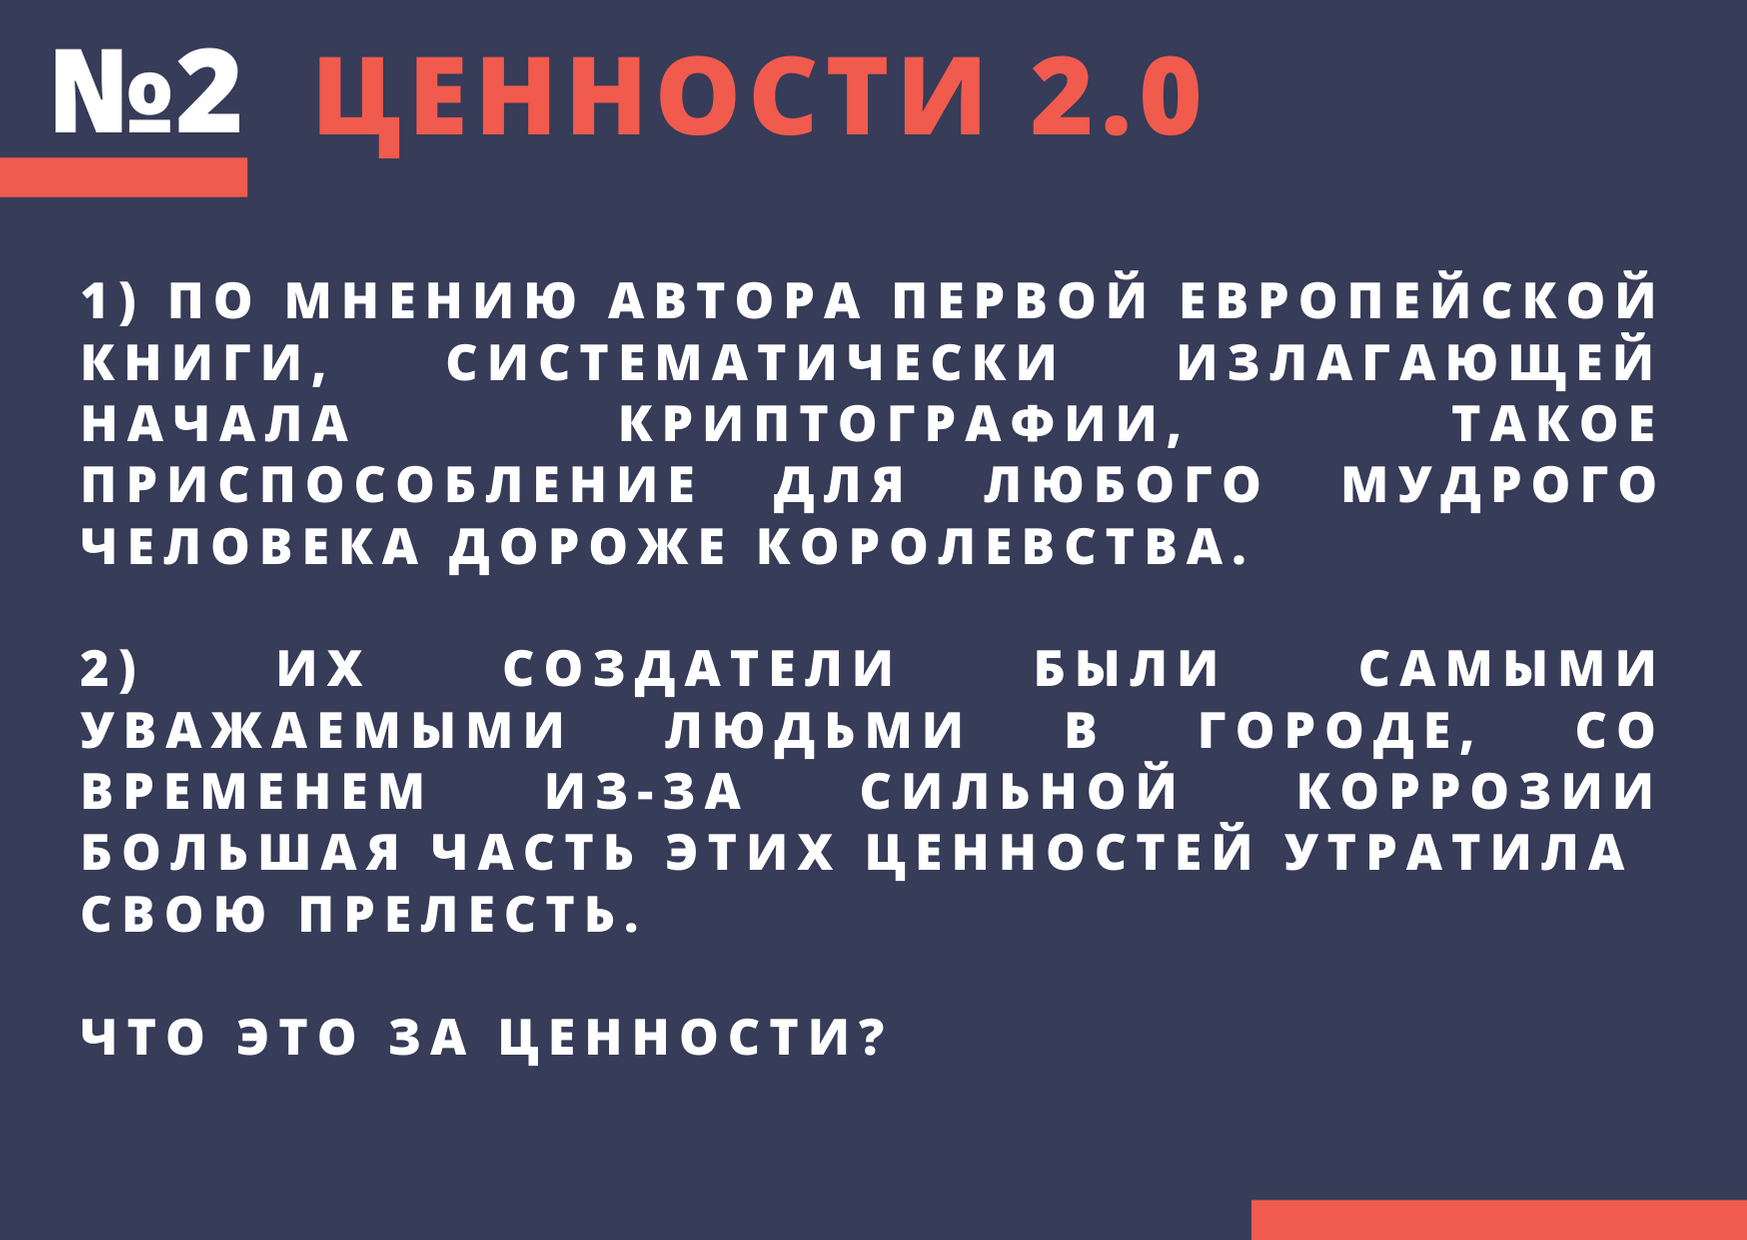 №2 ЦЕННОСТИ 2.0
1) ПО МНЕНИЮ АВТОРА ПЕРВОЙ ЕВРОПЕЙСКОЙ
КНИГИ, СИСТЕМАТИЧЕСКИ ИЗЛАГАЮЩЕЙ
НАЧАЛА КРИПТОГРАФИИ, ТАКОЕ
ПРИСПОСОБЛЕНИЕ ДЛЯ ЛЮБОГО МУДРОГО
ЧЕЛОВЕКА ДОРОЖЕ КОРОЛЕВСТВА.
2) ИХ СОЗДАТЕЛИ БЫЛИ САМЫМИ
УВАЖАЕМЫМИ ЛЮДЬМИ В ГОРОДЕ, СО
ВРЕМЕНЕМ ИЗ-ЗА СИЛЬНОЙ КОРРОЗИИ
БОЛЬШАЯ ЧАСТЬ ЭТИХ ЦЕННОСТЕЙ УТРАТИЛА
СВОЮ ПРЕЛЕСТЬ.
ЧТО ЭТО ЗА ЦЕННОСТИ?